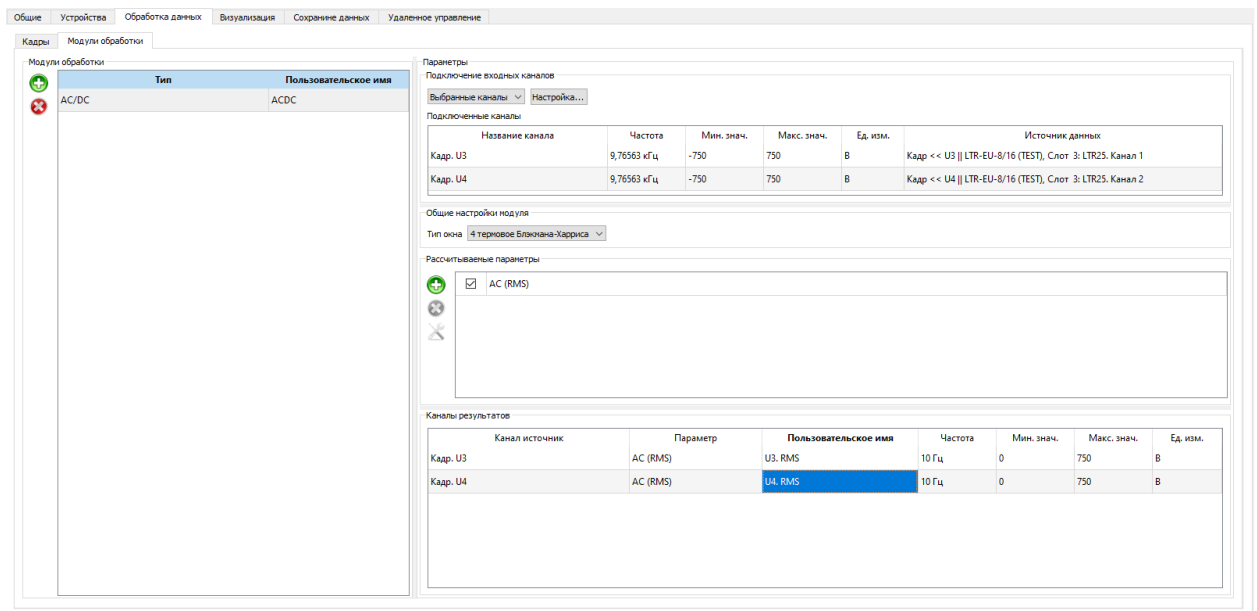 Общие Устройства Обработка данных Визуализация Сохранине данных Удаленное управление
Кадры Модули обработки
Модули обработки
Тип Пользовательское имя
AC/DC ACDC
Параметры
Подключение входных каналов
Выбранные каналы Настройка...
Подключенные каналы
Название канала Частота Мин. знач. Макс. знач. Ед. изм. Источник данных
Кадр. U3 9,76563 кГц -750 750 В Кадр << U3 || LTR-EU-8/16 (TEST), Слот 3: LTR25. Канал 1
Кадр. U4 9,76563 кГц -750 750 В Кадр << U4 || LTR-EU-8/16 (TEST), Слот 3: LTR25. Канал 2
Общие настройки модуля
Тип окна 4 термовое Блэкмана-Харриса
Рассчитываемые параметры
AC (RMS)
Каналы результатов
Канал источник Параметр Пользовательское имя Частота Мин. знач. Макс. знач. Ед. изм.
Кадр. U3 AC (RMS) U3. RMS 10 Гц 0 750 В
Кадр. U4 AC (RMS) U4. RMS 10 Гц 0 750 В